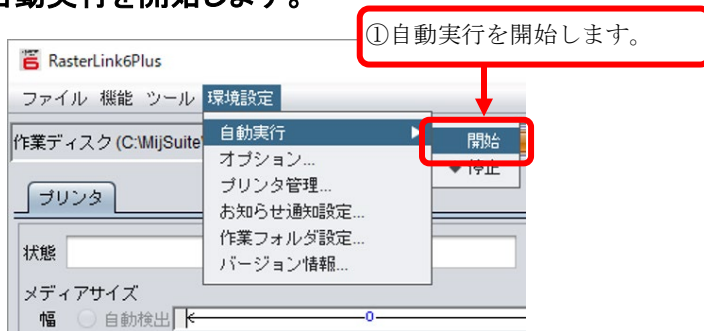 自動実行を開始します。
①自動実行を開始します。
RasterLink6Plus
ファイル 機能 ツール 環境設定
作業ディスク (C:\MijSuite
自動実行
開始
停止
オプション...
プリンタ管理...
お知らせ通知設定...
作業フォルダ設定...
バージョン情報...
プリンタ
状態
メディアサイズ
幅 自動検出
0